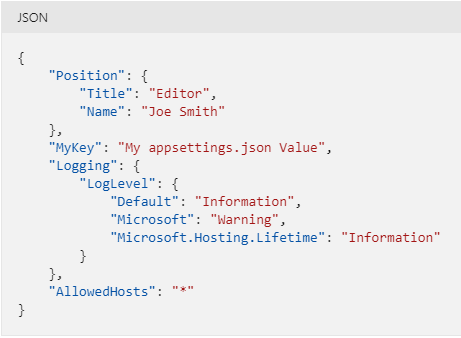 JSON
{
    "Position": {
        "Title": "Editor",
        "Name": "Joe Smith"
    },
    "MyKey": "My appsettings.json Value",
    "Logging": {
        "LogLevel": {
            "Default": "Information",
            "Microsoft": "Warning",
            "Microsoft.Hosting.Lifetime": "Information"
        }
    },
    "AllowedHosts": "*"
}